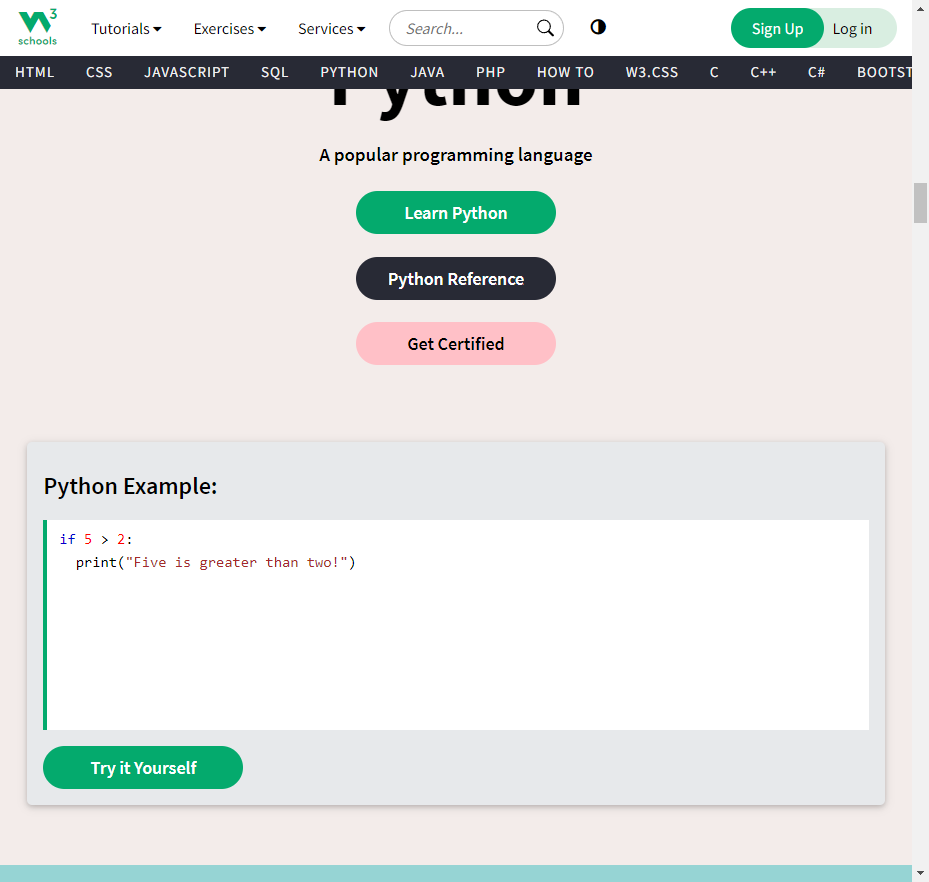 W3 schools
Tutorials Exercises Services Search... Sign Up Log in
HTML CSS JAVASCRIPT SQL PYTHON JAVA PHP HOW TO W3.CSS C C++ C# BOOTST
Python
A popular programming language
Learn Python
Python Reference
Get Certified
Python Example:
if 5 > 2:
  print("Five is greater than two!")
Try it Yourself